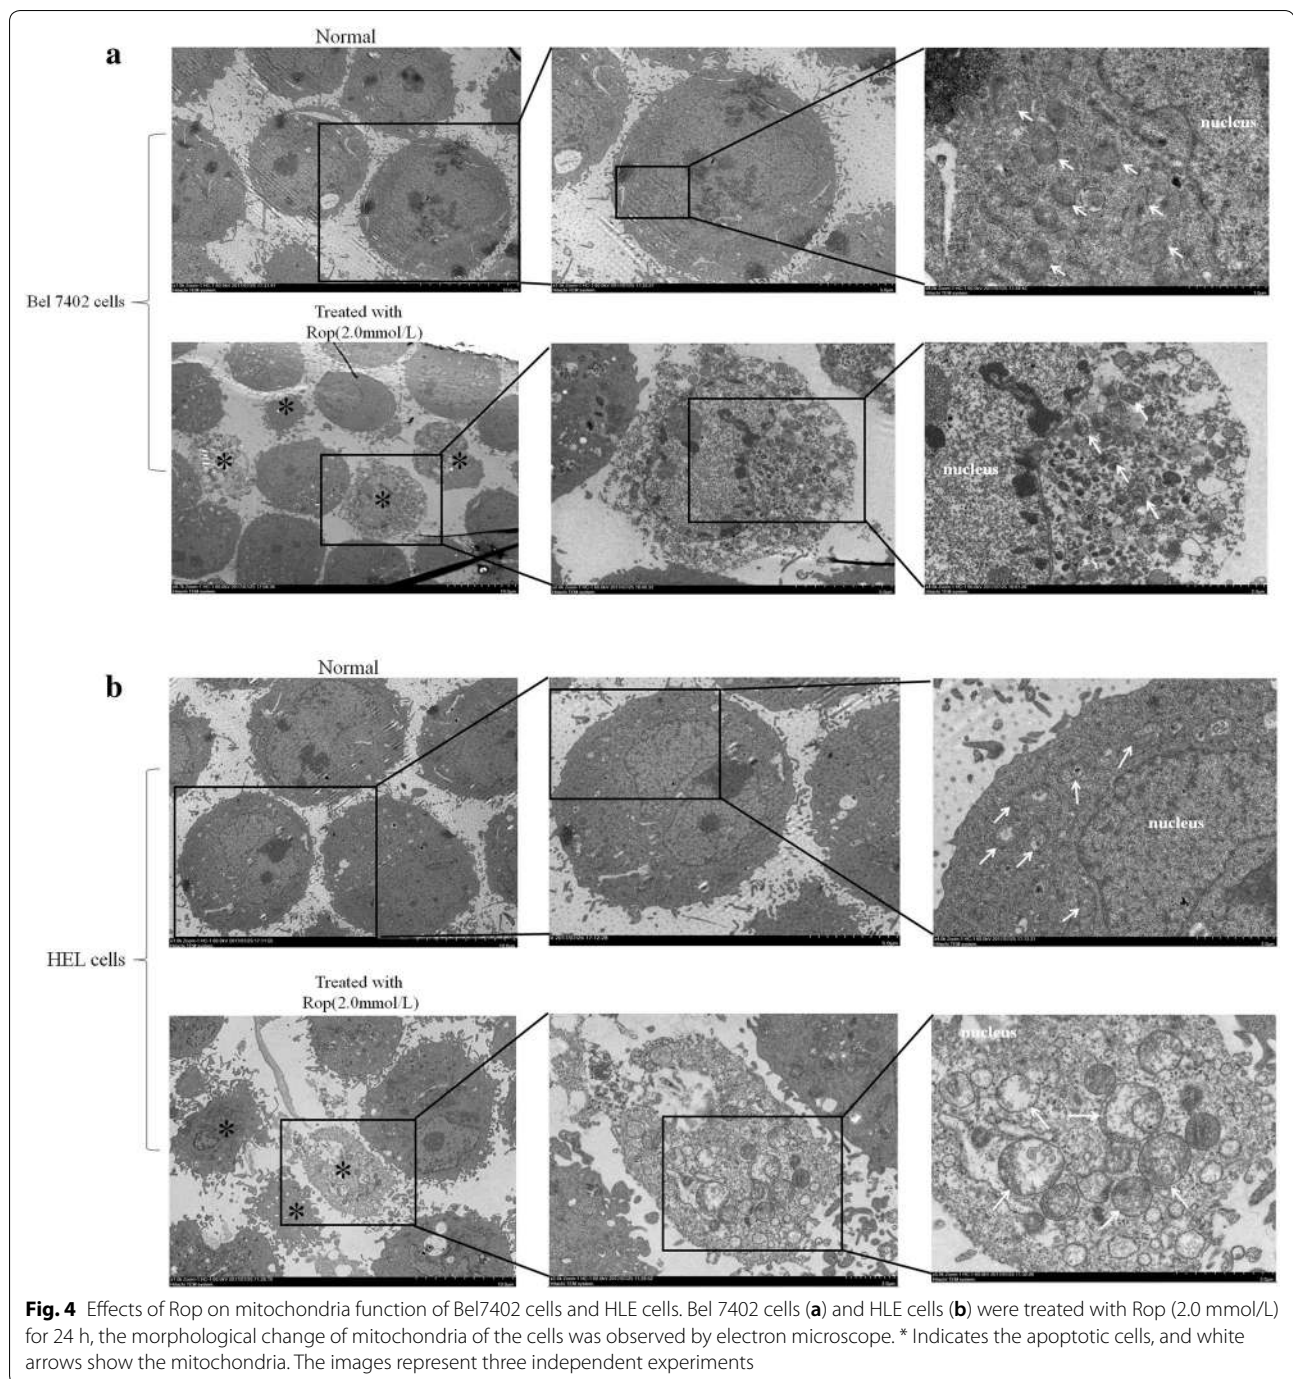 a
Normal
nucleus
Bel 7402 cells
Treated with
Rop(2.0mmol/L)
*
*
*
*
nucleus
b
Normal
nucleus
HEL cells
Treated with
Rop(2.0mmol/L)
*
*
*
nucleus
Fig. 4 Effects of Rop on mitochondria function of Bel7402 cells and HLE cells. Bel 7402 cells (a) and HLE cells (b) were treated with Rop (2.0 mmol/L)
for 24 h, the morphological change of mitochondria of the cells was observed by electron microscope. * Indicates the apoptotic cells, and white
arrows show the mitochondria. The images represent three independent experiments